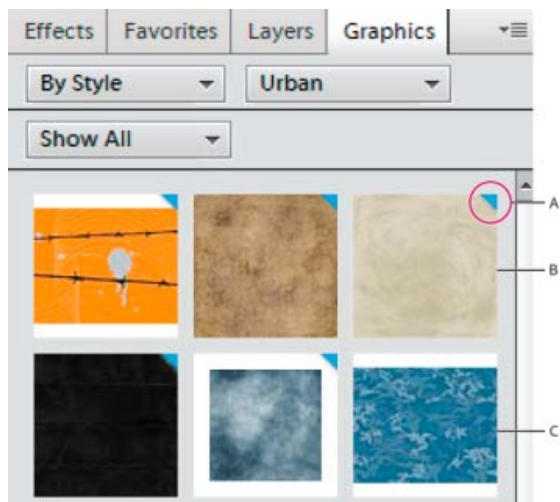 Effects Favorites Layers Graphics
By Style Urban
Show All
A
B
C